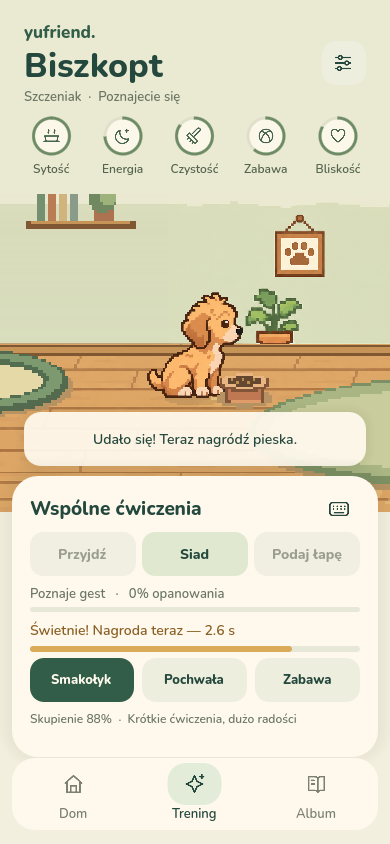 yufriend.
Biszkopt
Szczeniak · Poznajecie się
Sytość Energia Czystość Zabawa Bliskość
Udało się! Teraz nagródź pieska.
Wspólne ćwiczenia
Przyjdź Siad Podaj łapę
Poznaje gest · 0% opanowania
Świetnie! Nagroda teraz — 2.6 s
Smakołyk Pochwała Zabawa
Skupienie 88% · Krótkie ćwiczenia, dużo radości
Dom Trening Album